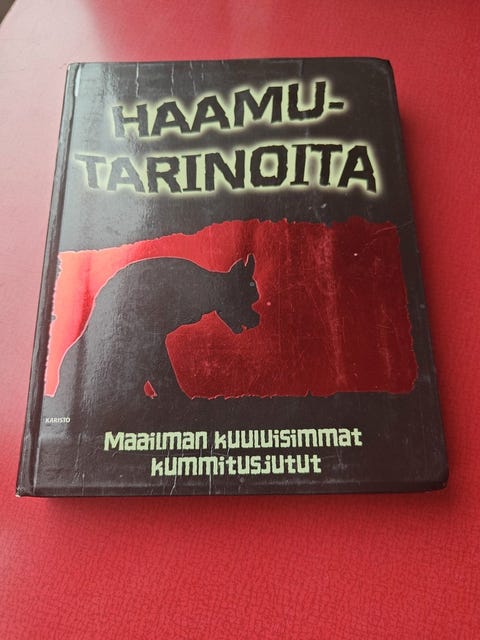 HAAMU-
TARINOITA
KARISTO
Maailman kuuluisimmat
kummitusjutut